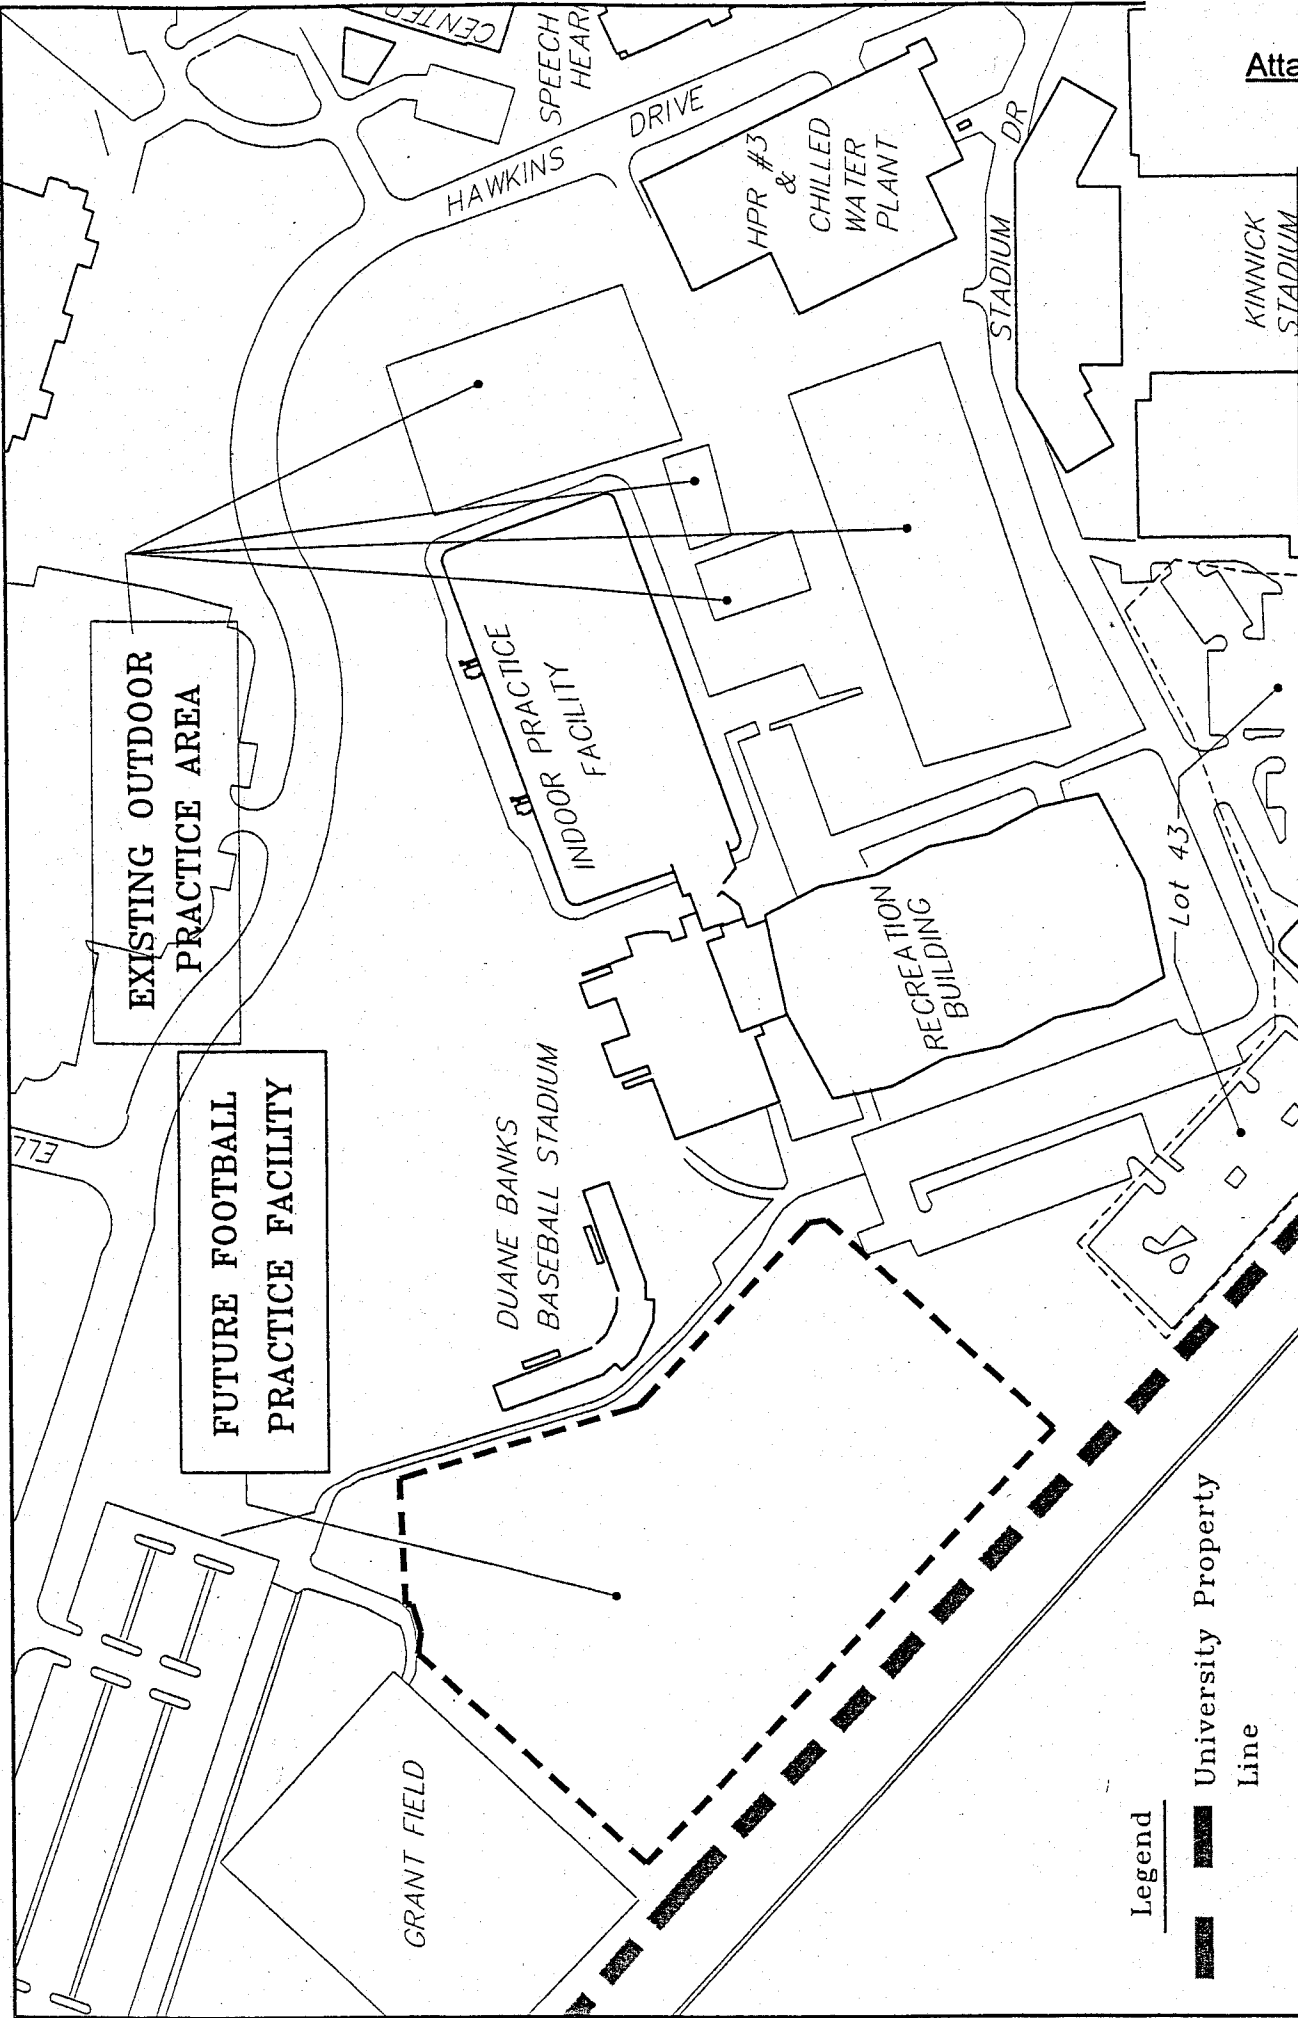 Atta
CENTER
SPEECH
HEARI
HAWKINS DRIVE
HPR #3
&
CHILLED
WATER
PLANT
STADIUM DR
KINNICK
STADIUM
EXISTING OUTDOOR
PRACTICE AREA
INDOOR PRACTICE
FACILITY
RECREATION
BUILDING
Lot 43
ELL
FUTURE FOOTBALL
PRACTICE FACILITY
DUANE BANKS
BASEBALL STADIUM
GRANT FIELD
Legend
University Property
Line